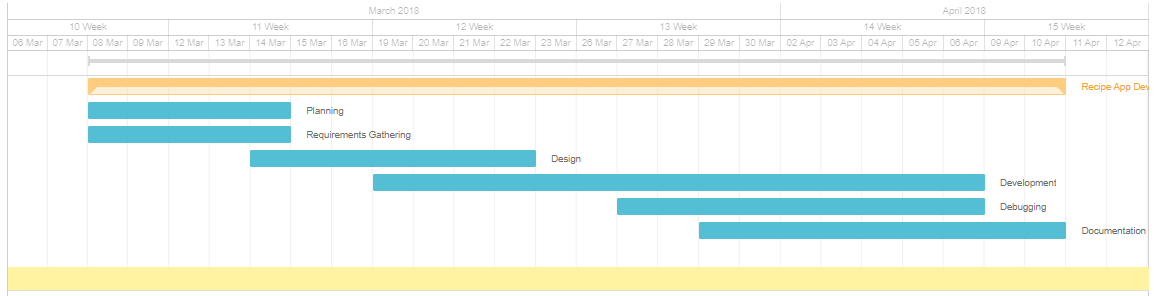 March 2018 April 2018
10 Week 11 Week 12 Week 13 Week 14 Week 15 Week
06 Mar 07 Mar 08 Mar 09 Mar 12 Mar 13 Mar 14 Mar 15 Mar 16 Mar 19 Mar 20 Mar 21 Mar 22 Mar 23 Mar 26 Mar 27 Mar 28 Mar 29 Mar 30 Mar 02 Apr 03 Apr 04 Apr 05 Apr 06 Apr 09 Apr 10 Apr 11 Apr 12 Apr
Recipe App Dev
Planning
Requirements Gathering
Design
Development
Debugging
Documentation